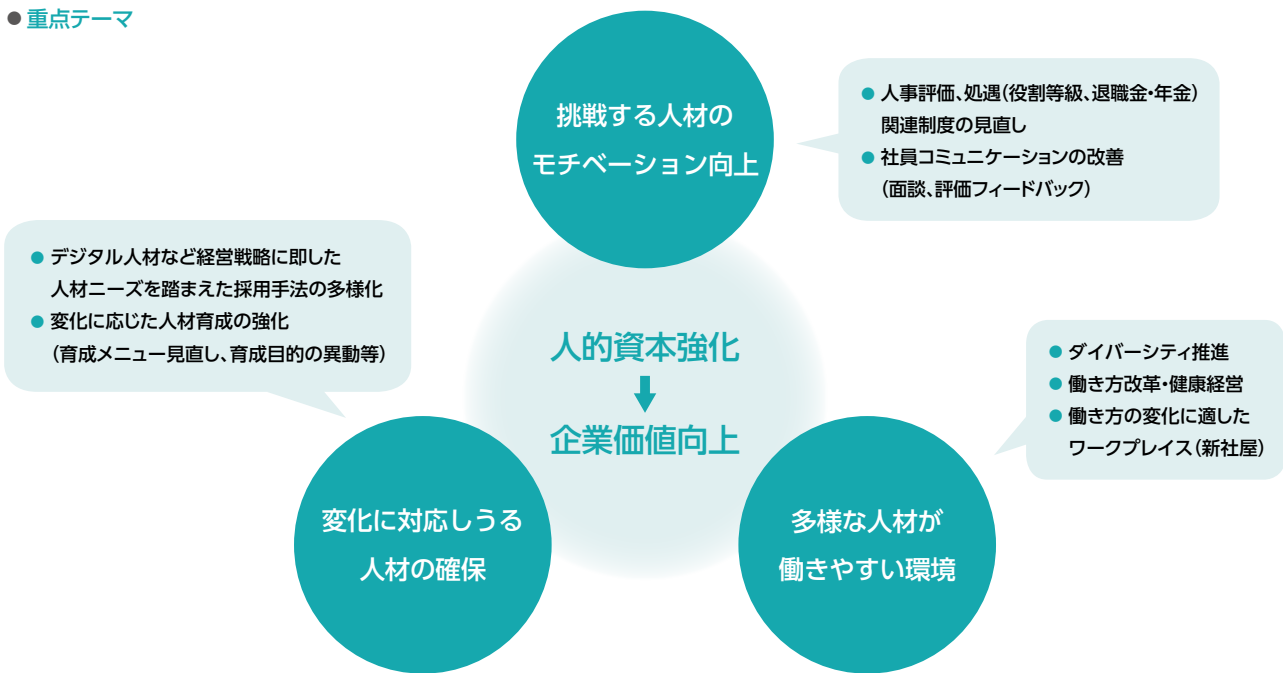 ● 重点テーマ
挑戦する人材の
モチベーション向上
● 人事評価、処遇(役割等級、退職金・年金)
関連制度の見直し
● 社員コミュニケーションの改善
(面談、評価フィードバック)
● デジタル人材など経営戦略に即した
人材ニーズを踏まえた採用手法の多様化
● 変化に応じた人材育成の強化
(育成メニュー見直し、育成目的の異動等)
人的資本強化
↓
企業価値向上
● ダイバーシティ推進
● 働き方改革・健康経営
● 働き方の変化に適した
ワークプレイス(新社屋)
変化に対応しうる
人材の確保
多様な人材が
働きやすい環境